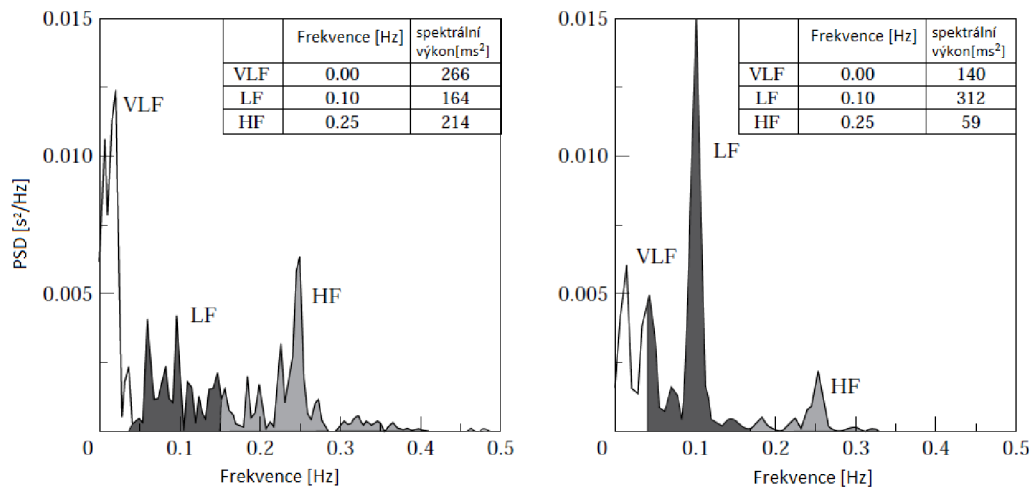 0.015
0.010
0.005
0
PSD [s²/Hz]
Frekvence [Hz] spektrální výkon[ms²]
VLF 0.00 266
LF 0.10 164
HF 0.25 214
VLF
LF
HF
0.1 0.2 0.3 0.4 0.5
Frekvence [Hz]
0.015
0.010
0.005
0
Frekvence [Hz] spektrální výkon[ms²]
VLF 0.00 140
LF 0.10 312
HF 0.25 59
LF
VLF
HF
0.1 0.2 0.3 0.4 0.5
Frekvence [Hz]